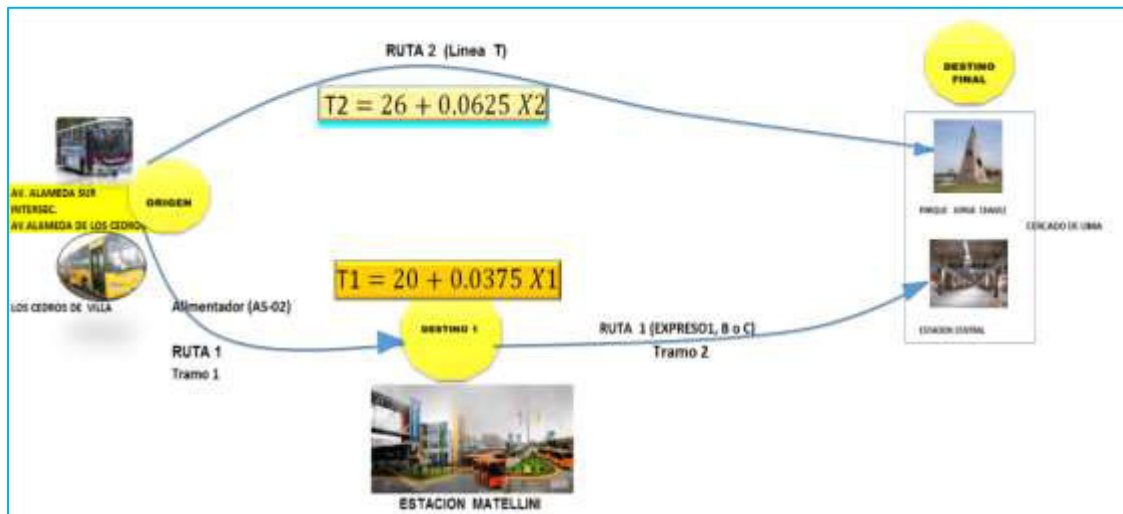 RUTA 2 (Linea T)
T2 = 26 + 0.0625 X2
DESTINO
FINAL
AV. ALAMEDA SUR
INTERSEC.
AV. ALAMEDA DE LOS CEDROS
ORIGEN
LOS CEDROS DE VILLA
PARQUE JORGE CHAVEZ
CERCADO DE LIMA
ESTACION CENTRAL
T1 = 20 + 0.0375 X1
Alimentador (AS-02)
DESTINO 1
RUTA 1 (EXPRESO1, B o C)
Tramo 2
RUTA 1
Tramo 1
ESTACION MATELLINI